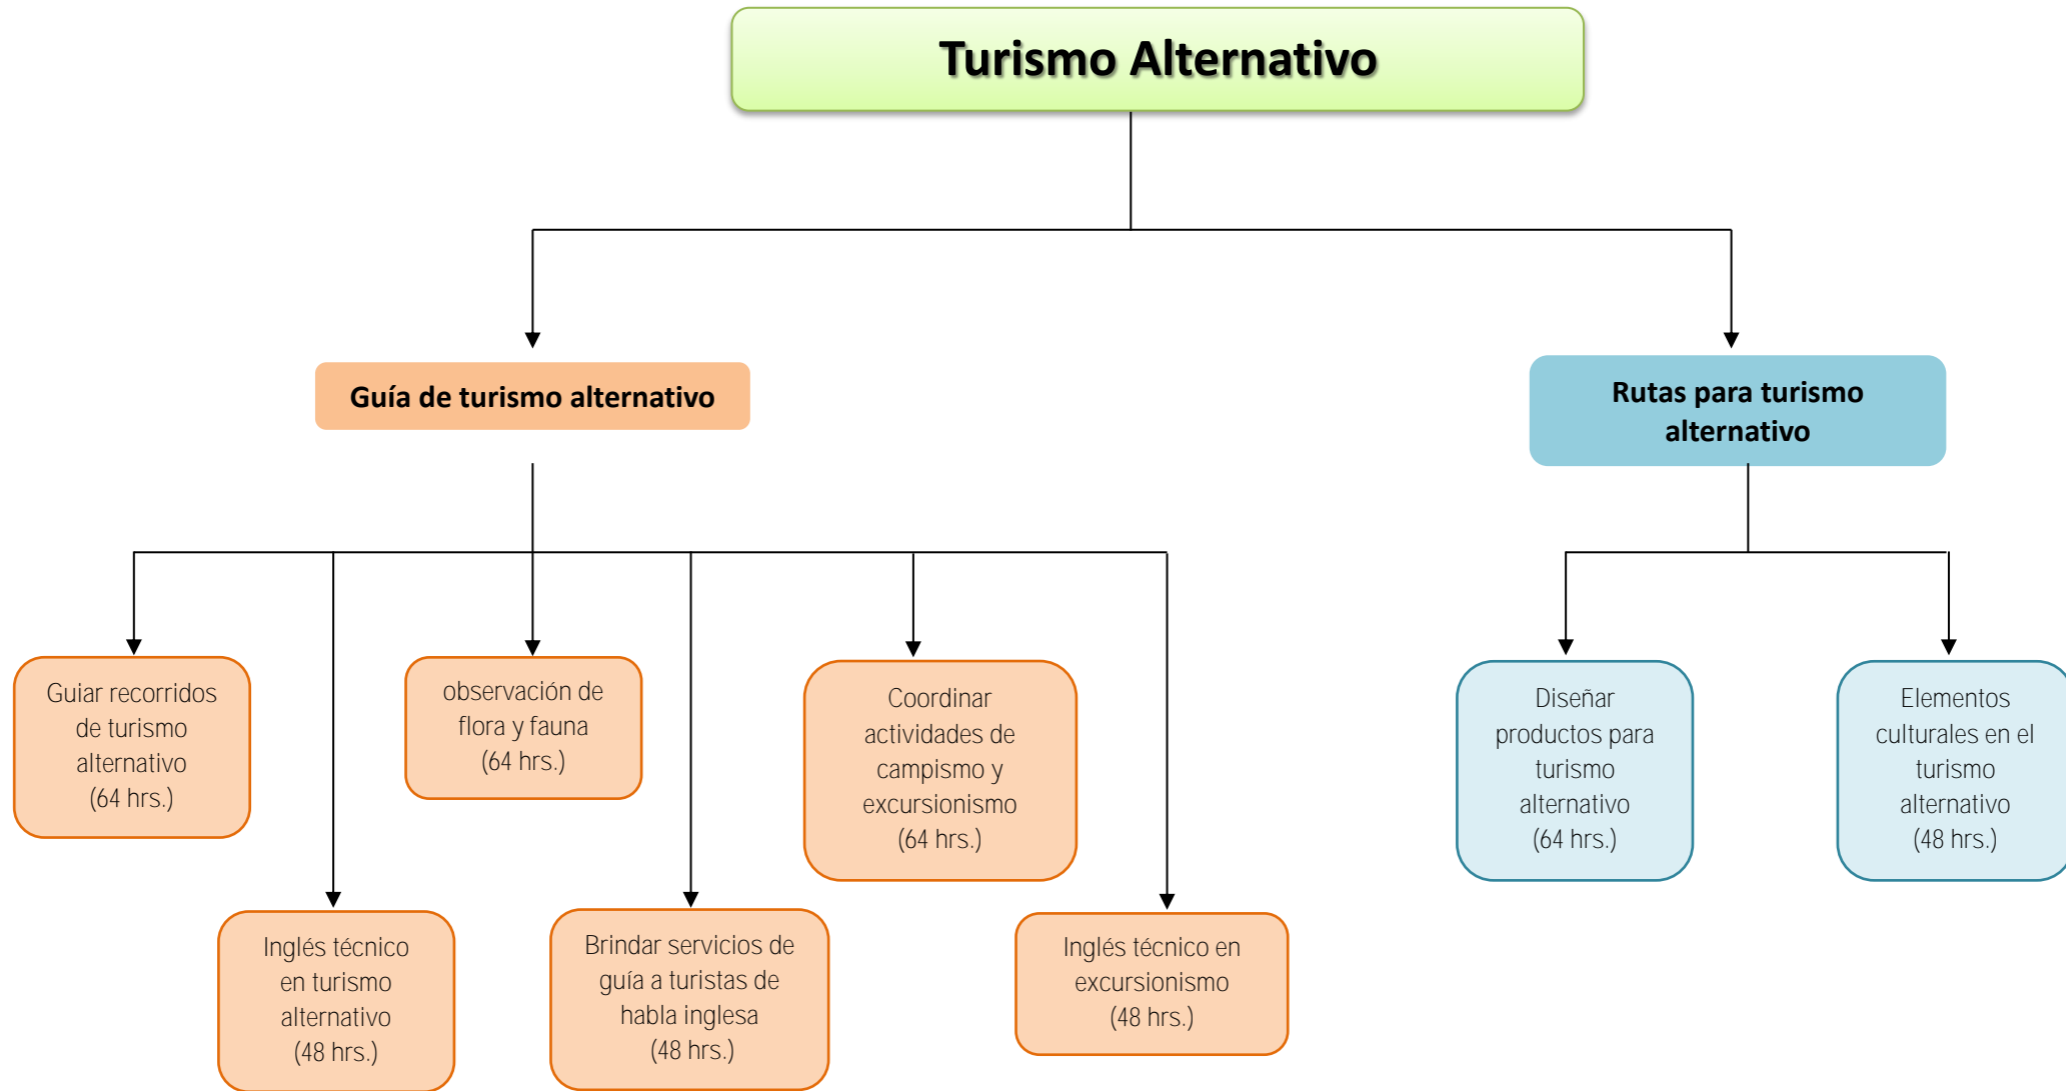 Turismo Alternativo
Guía de turismo alternativo
Rutas para turismo
alternativo
Guiar recorridos
de turismo
alternativo
(64 hrs.)
observación de
flora y fauna
(64 hrs.)
Coordinar
actividades de
campismo y
excursionismo
(64 hrs.)
Diseñar
productos para
turismo
alternativo
(64 hrs.)
Elementos
culturales en el
turismo
alternativo
(48 hrs.)
Inglés técnico
en turismo
alternativo
(48 hrs.)
Brindar servicios de
guía a turistas de
habla inglesa
(48 hrs.)
Inglés técnico en
excursionismo
(48 hrs.)